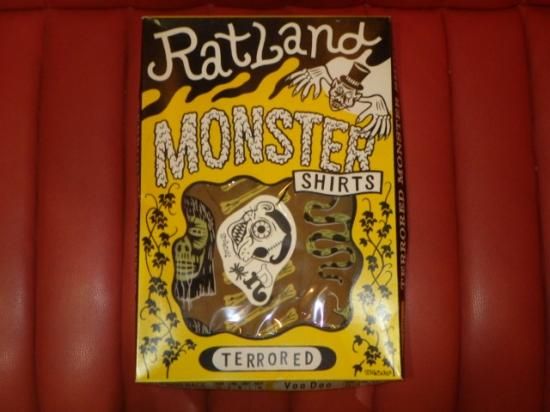 RatLand
MONSTER
SHIRTS
TERRORED
TERRORED MONSTER
Voo Doo